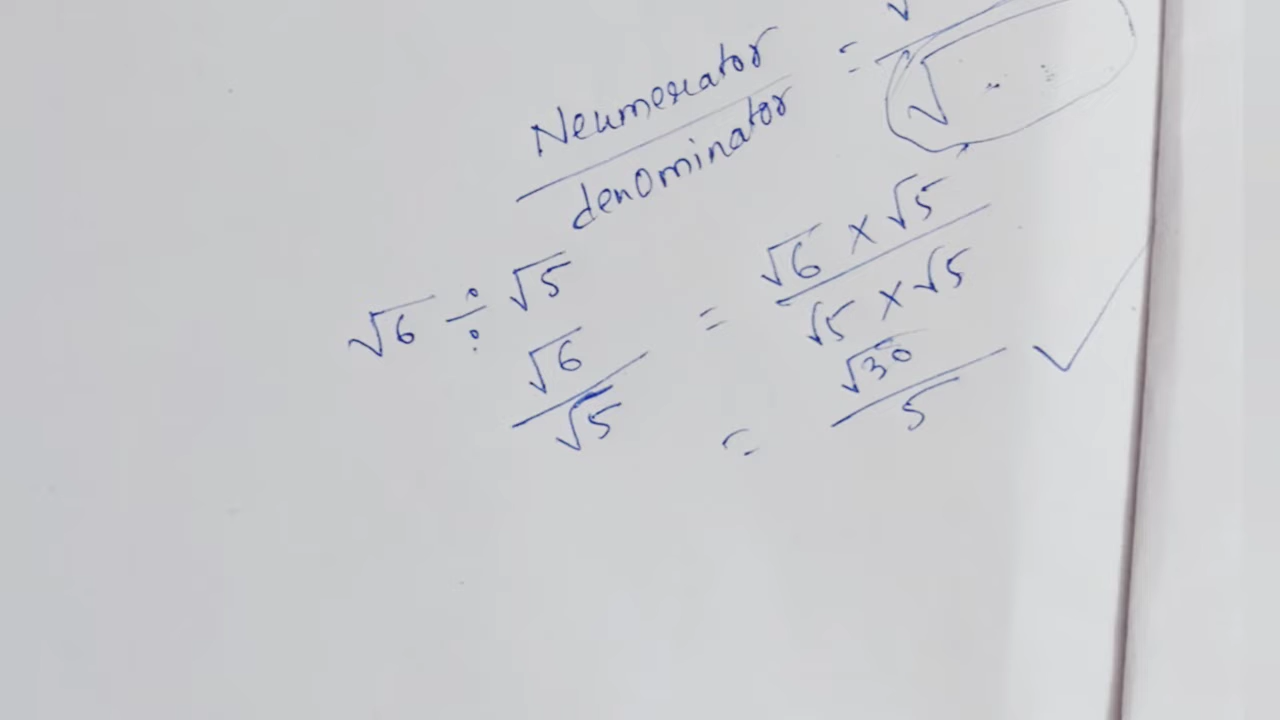 Neumerator
denominator
= √
√
√6 ÷ √5
√6
√5
= √6 × √5
√5 × √5
= √30
5
✓